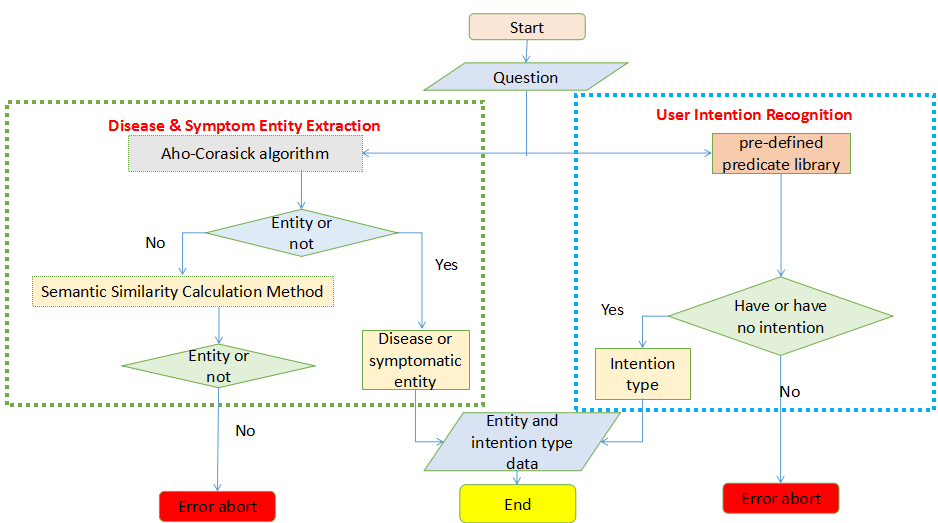 Start
Question
Disease & Symptom Entity Extraction
User Intention Recognition
Aho-Corasick algorithm
pre-defined
predicate library
Entity or
not
No
Yes
Semantic Similarity Calculation Method
Have or have
no intention
Yes
Disease or
symptomatic
entity
Entity or
not
Intention
type
No
No
Entity and
intention type
data
Error abort
End
Error abort